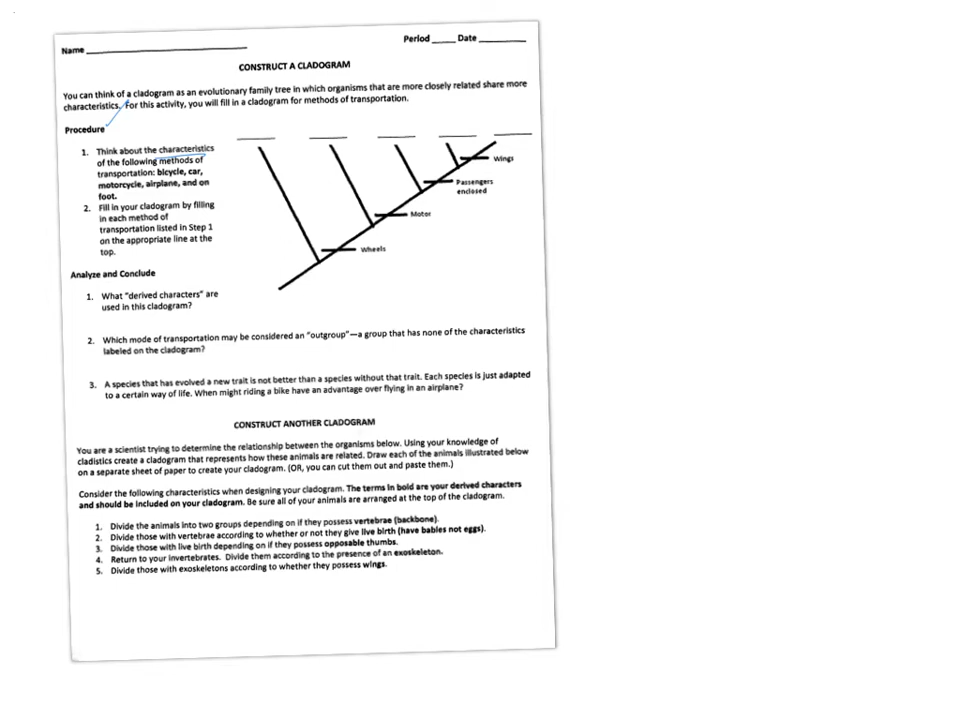 Name ____________ Period ____ Date ________
CONSTRUCT A CLADOGRAM
You can think of a cladogram as an evolutionary family tree in which organisms that are more closely related share more
characteristics. For this activity, you will fill in a cladogram for methods of transportation.
Procedure
1. Think about the characteristics
of the following methods of
transportation: bicycle, car,
motorcycle, airplane, and on
foot.
2. Fill in your cladogram by filling
in each method of
transportation listed in Step 1
on the appropriate line at the
top.
Wings
Passengers
enclosed
Motor
Wheels
Analyze and Conclude
1. What "derived characters" are
used in this cladogram?
2. Which mode of transportation may be considered an "outgroup"—a group that has none of the characteristics
labeled on the cladogram?
3. A species that has evolved a new trait is not better than a species without that trait. Each species is just adapted
to a certain way of life. When might riding a bike have an advantage over flying in an airplane?
CONSTRUCT ANOTHER CLADOGRAM
You are a scientist trying to determine the relationship between the organisms below. Using your knowledge of
cladistics create a cladogram that represents how these animals are related. Draw each of the animals illustrated below
on a separate sheet of paper to create your cladogram. (OR, you can cut them out and paste them.)
Consider the following characteristics when designing your cladogram. The terms in bold are your derived characters
and should be included on your cladogram. Be sure all of your animals are arranged at the top of the cladogram.
1. Divide the animals into two groups depending on if they possess vertebrae (backbone).
2. Divide those with vertebrae according to whether or not they give live birth (have babies not eggs).
3. Divide those with live birth depending on if they possess opposable thumbs.
4. Return to your invertebrates. Divide them according to the presence of an exoskeleton.
5. Divide those with exoskeletons according to whether they possess wings.